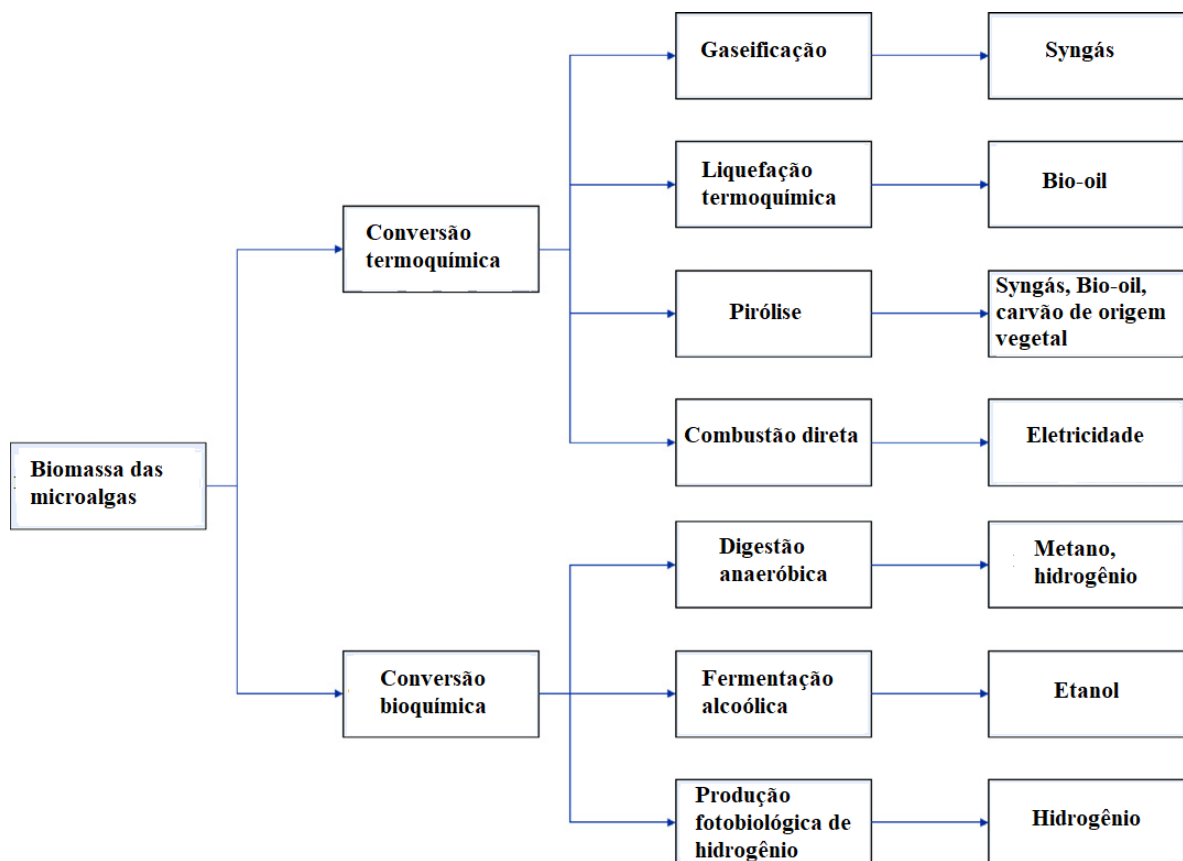 Gaseificação
Syngás
Liquefação
termoquímica
Bio-oil
Conversão
termoquímica
Pirólise
Syngás, Bio-oil,
carvão de origem
vegetal
Combustão direta
Eletricidade
Biomassa das
microalgas
Digestão
anaeróbica
Metano,
hidrogênio
Conversão
bioquímica
Fermentação
alcoólica
Etanol
Produção
fotobiológica de
hidrogênio
Hidrogênio